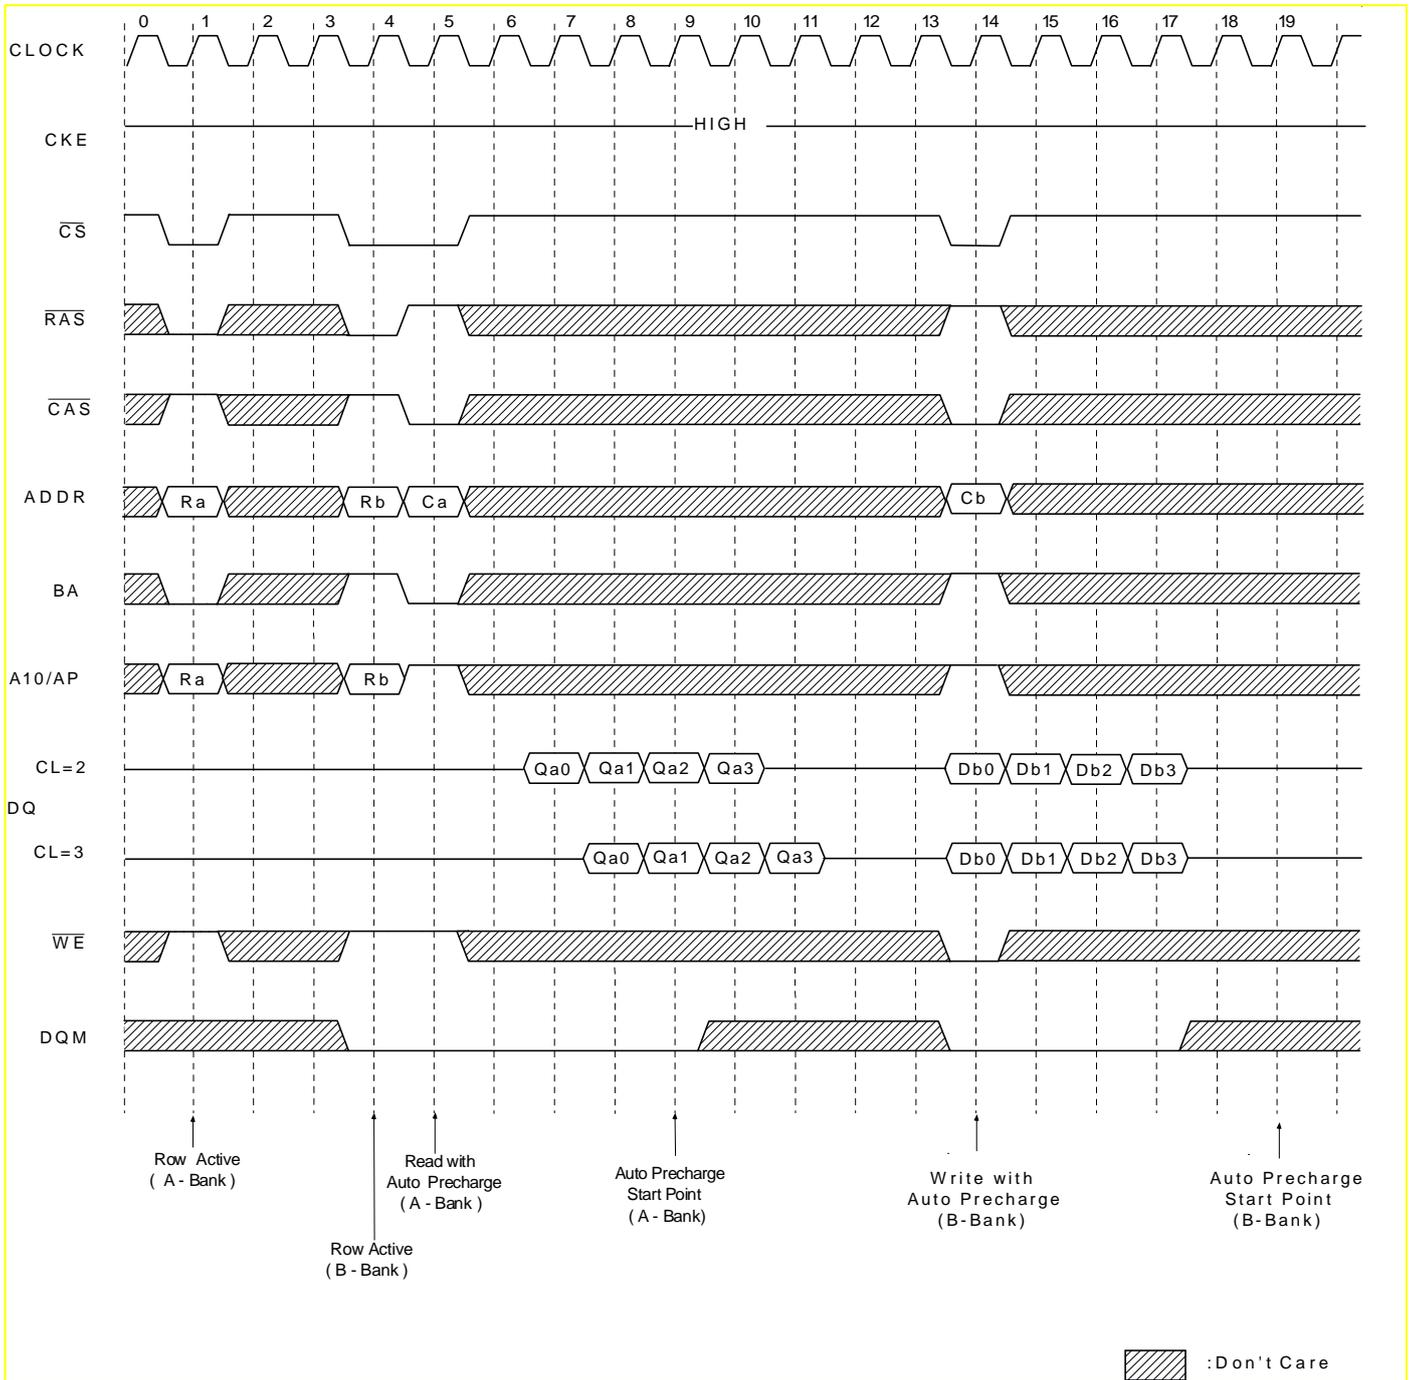 0 1 2 3 4 5 6 7 8 9 10 11 12 13 14 15 16 17 18 19
CLOCK
HIGH
CKE
CS
RAS
CAS
ADDR Ra Rb Ca Cb
BA
A10/AP Ra Rb
CL=2 Qa0 Qa1 Qa2 Qa3 Db0 Db1 Db2 Db3
DQ
CL=3 Qa0 Qa1 Qa2 Qa3 Db0 Db1 Db2 Db3
WE
DQM
Row Active
( A - Bank )
Row Active
( B - Bank )
Read with
Auto Precharge
( A - Bank )
Auto Precharge
Start Point
( A - Bank)
Write with
Auto Precharge
(B-Bank)
Auto Precharge
Start Point
(B-Bank)
:Don't Care